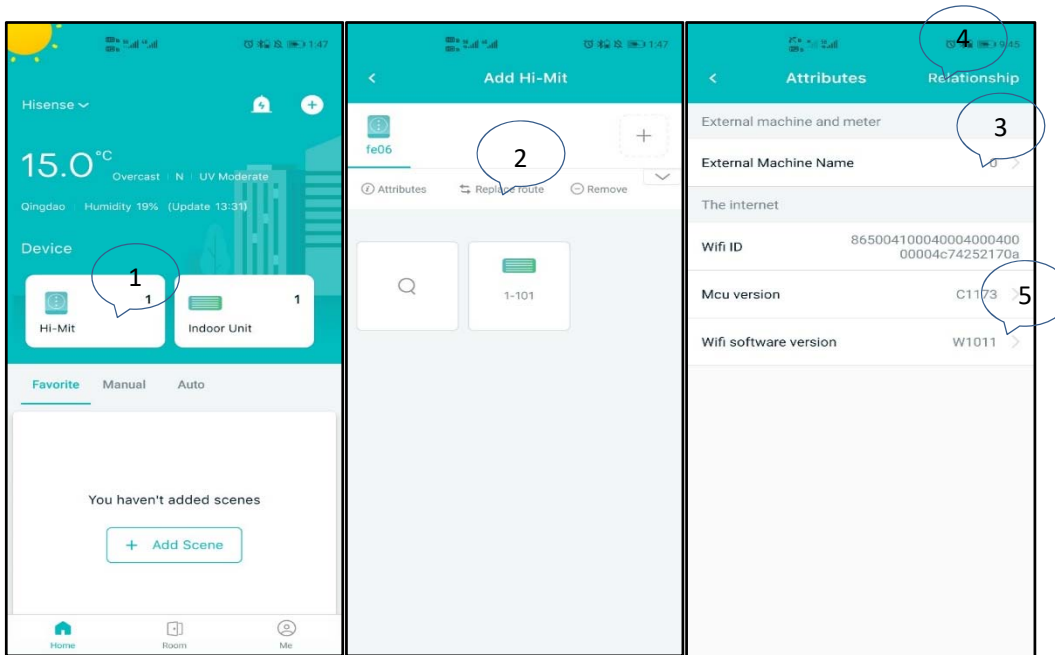 1:47
Hisense
15.0°C
Overcast | N | UV Moderate
Qingdao | Humidity 19% (Update 13:31)
Device
1
1
Hi-Mit
1
Indoor Unit
Favorite Manual Auto
You haven't added scenes
+ Add Scene
Home Room Me
1:47
< Add Hi-Mit
fe06
+
2
Attributes Replace route Remove
1-101
4
9:45
< Attributes Relationship
External machine and meter
3
External Machine Name 0 >
The internet
Wifi ID 865004100040004000400
00004c74252170a
Mcu version C1173 >
5
Wifi software version W1011 >